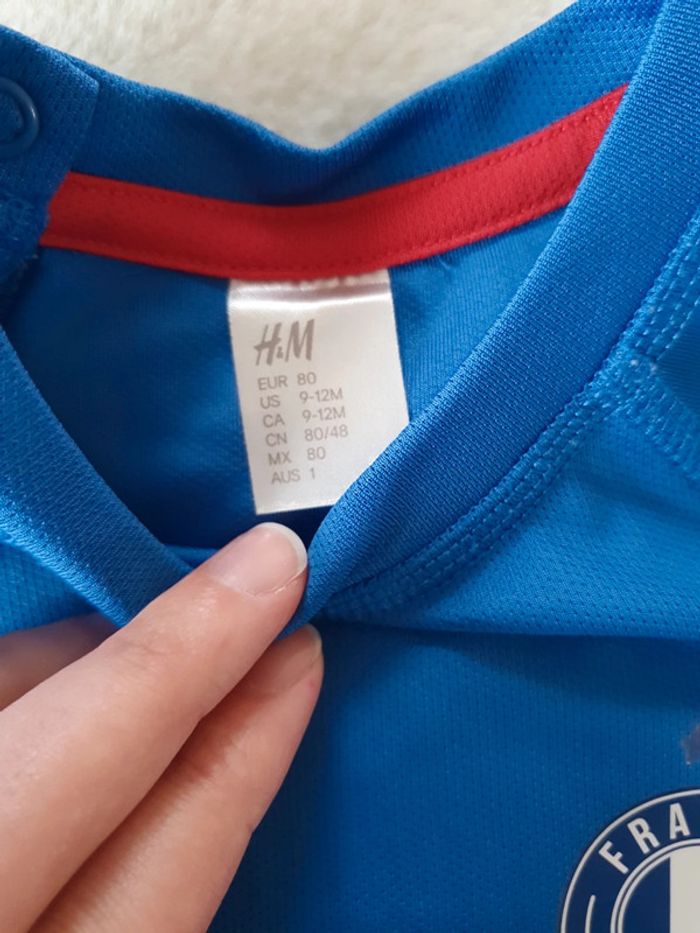 H&M
EUR 80
US 9-12M
CA 9-12M
CN 80/48
MX 80
AUS 1
FRA